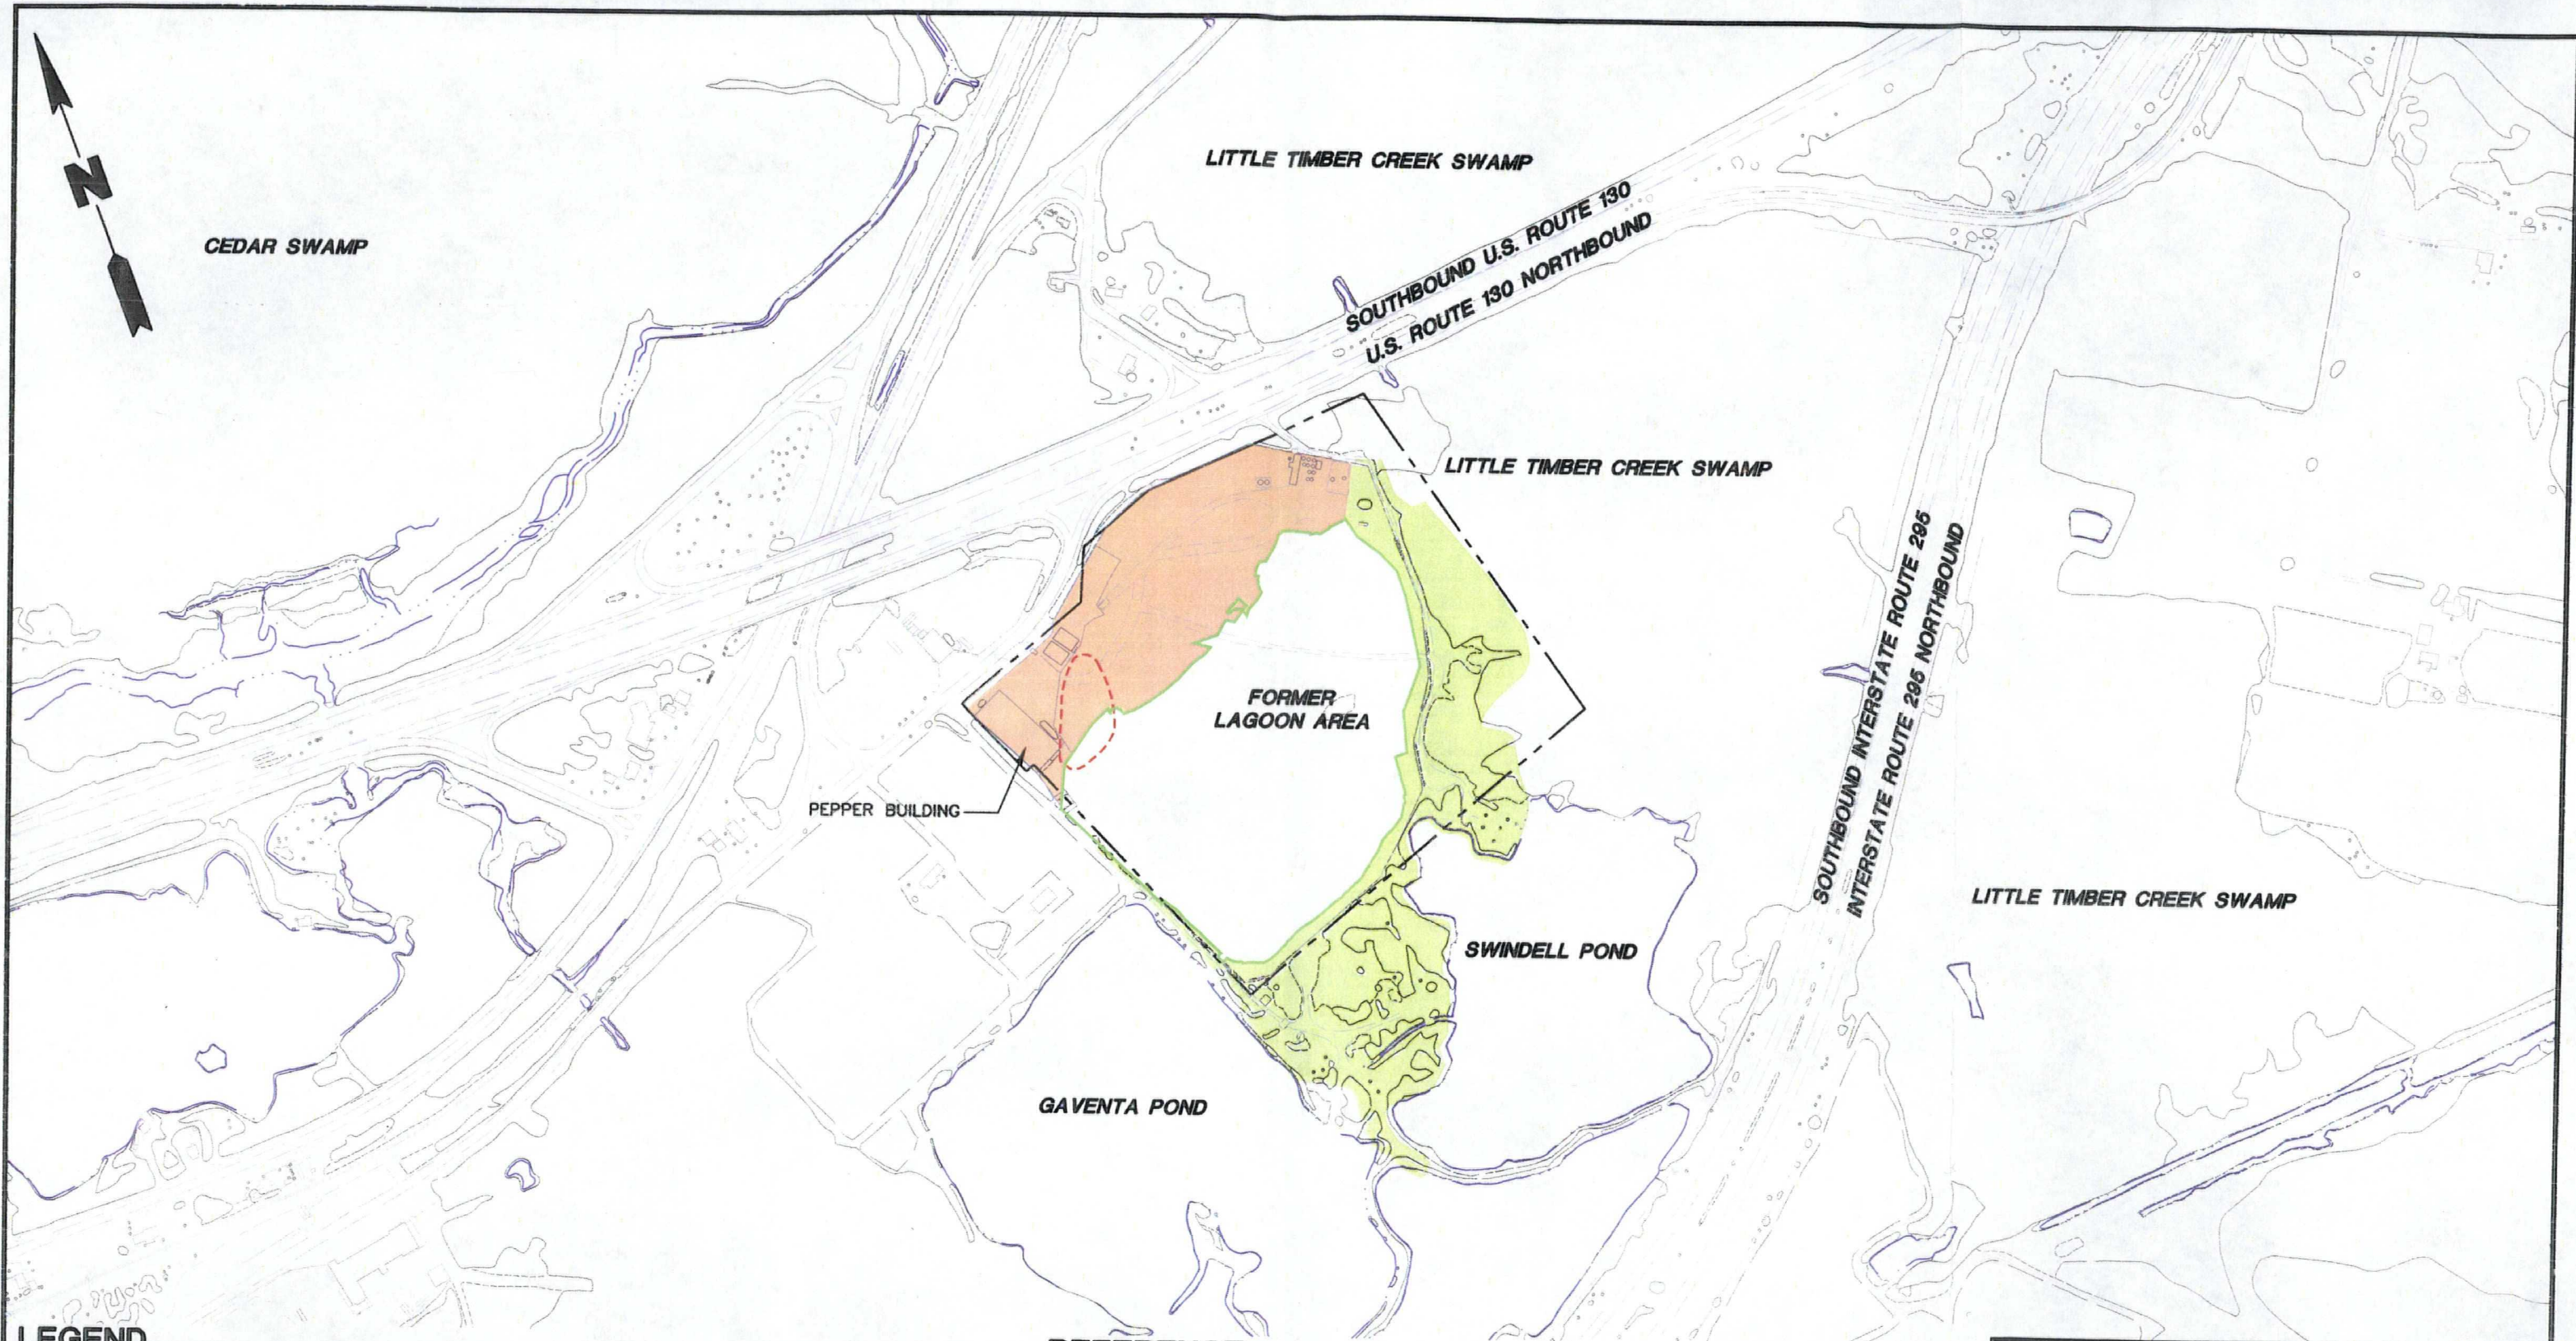 N
CEDAR SWAMP
LITTLE TIMBER CREEK SWAMP
SOUTHBOUND U.S. ROUTE 130
U.S. ROUTE 130 NORTHBOUND
LITTLE TIMBER CREEK SWAMP
SOUTHBOUND INTERSTATE ROUTE 295
INTERSTATE ROUTE 295 NORTHBOUND
FORMER
LAGOON AREA
PEPPER BUILDING
LITTLE TIMBER CREEK SWAMP
SWINDELL POND
GAVENTA POND
LEGEND